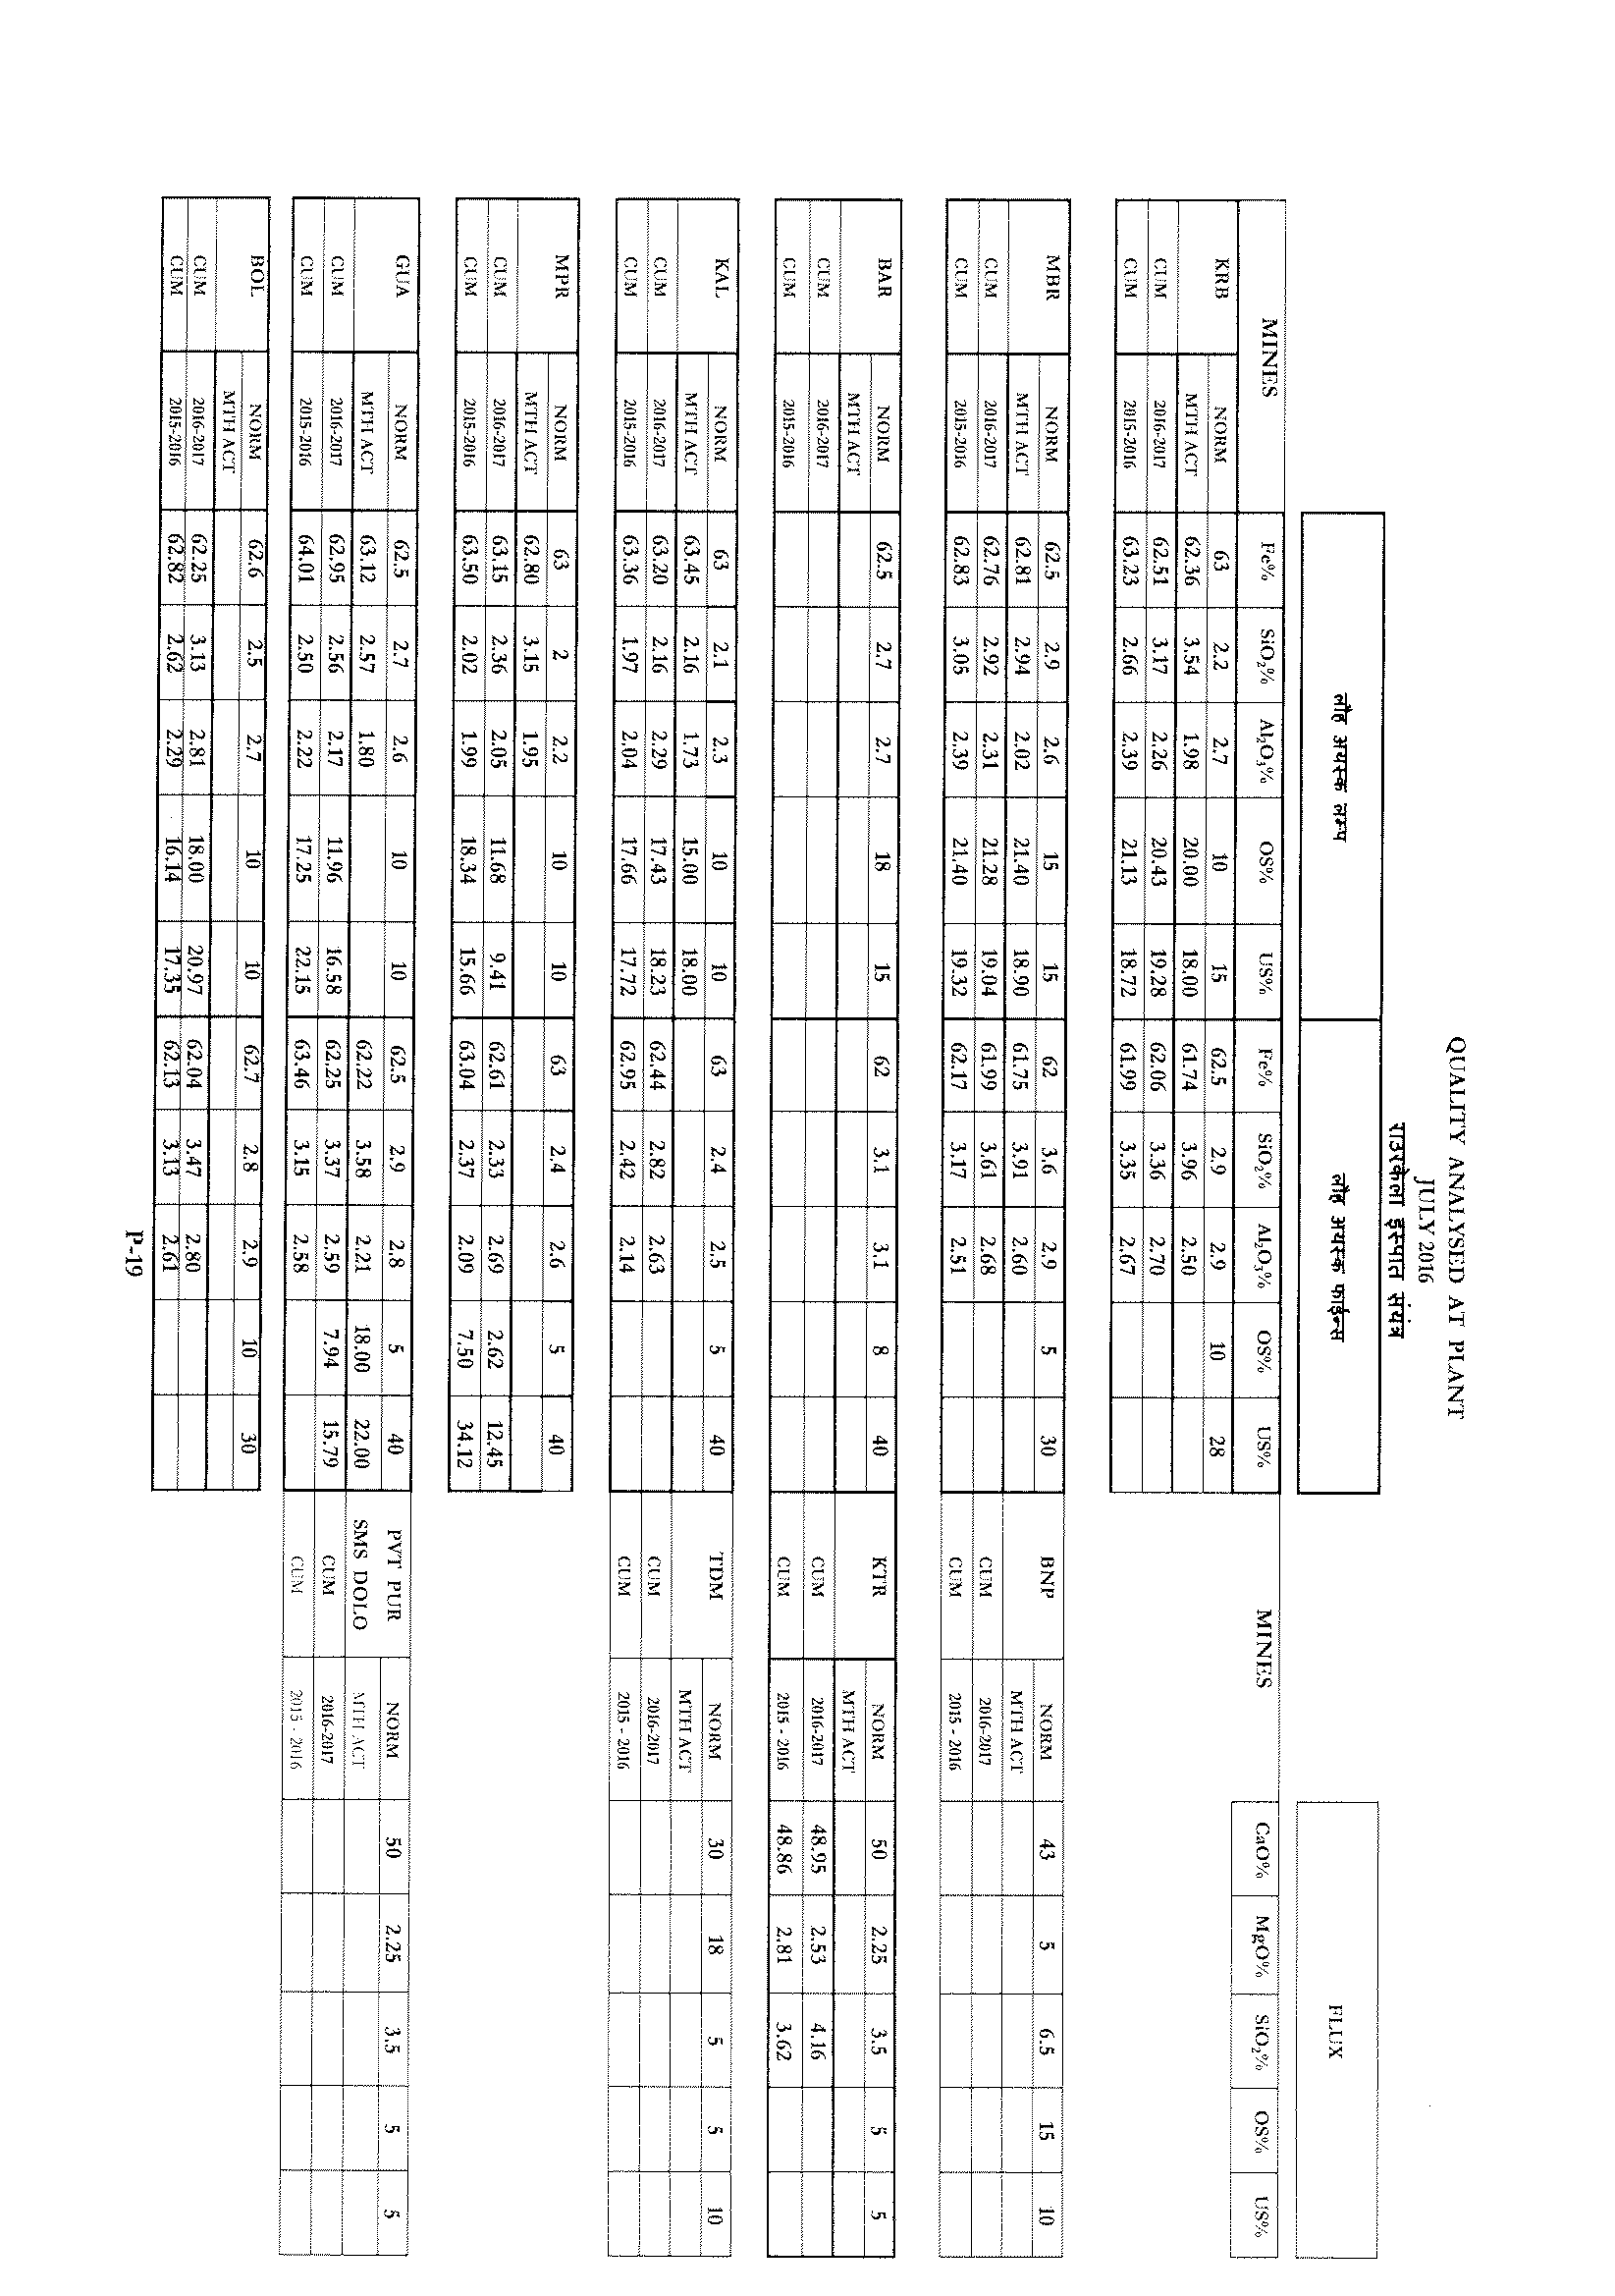 QUALITY ANALYSED AT PLANT
JULY 2016
राउरकेला इस्पात संयंत्र
लौह अयस्क लम्प लौह अयस्क फाईन्स FLUX
MINES Fe% SiO₂% Al₂O₃% OS% US% Fe% SiO₂% Al₂O₃% OS% US% MINES CaO% MgO% SiO₂% OS% US%
KRB NORM 63 2.2 2.7 10 15 62.5 2.9 2.9 10 28
MTH ACT 62.36 3.54 1.98 20.00 18.00 61.74 3.96 2.50
CUM 2016-2017 62.51 3.17 2.26 20.43 19.28 62.06 3.36 2.70
CUM 2015-2016 63.23 2.66 2.39 21.13 18.72 61.99 3.35 2.67
MBR NORM 62.5 2.9 2.6 15 15 62 3.6 2.9 5 30 BNP NORM 43 5 6.5 15 10
MTH ACT 62.81 2.94 2.02 21.40 18.90 61.75 3.91 2.60 MTH ACT
CUM 2016-2017 62.76 2.92 2.31 21.28 19.04 61.99 3.61 2.68 CUM 2016-2017
CUM 2015-2016 62.83 3.05 2.39 21.40 19.32 62.17 3.17 2.51 CUM 2015 - 2016
BAR NORM 62.5 2.7 2.7 18 15 62 3.1 3.1 8 40 KTR NORM 50 2.25 3.5 5 5
MTH ACT MTH ACT
CUM 2016-2017 CUM 2016-2017 48.95 2.53 4.16
CUM 2015-2016 CUM 2015 - 2016 48.86 2.81 3.62
KAL NORM 63 2.1 2.3 10 10 63 2.4 2.5 5 40 TDM NORM 30 18 5 5 10
MTH ACT 63.45 2.16 1.73 15.00 18.00 MTH ACT
CUM 2016-2017 63.20 2.16 2.29 17.43 18.23 62.44 2.82 2.63 CUM 2016-2017
CUM 2015-2016 63.36 1.97 2.04 17.66 17.72 62.95 2.42 2.14 CUM 2015 - 2016
MPR NORM 63 2 2.2 10 10 63 2.4 2.6 5 40
MTH ACT 62.80 3.15 1.95
CUM 2016-2017 63.15 2.36 2.05 11.68 9.41 62.61 2.33 2.69 2.62 12.45
CUM 2015-2016 63.50 2.02 1.99 18.34 15.66 63.04 2.37 2.09 7.50 34.12
GUA NORM 62.5 2.7 2.6 10 10 62.5 2.9 2.8 5 40 PVT PUR NORM 50 2.25 3.5 5 5
MTH ACT 63.12 2.57 1.80 62.22 3.58 2.21 18.00 22.00 SMS DOLO MTH ACT
CUM 2016-2017 62.95 2.56 2.17 11.96 16.58 62.25 3.37 2.59 7.94 15.79 CUM 2016-2017
CUM 2015-2016 64.01 2.50 2.22 17.25 22.15 63.46 3.15 2.58 CUM 2015 - 2016
BOL NORM 62.6 2.5 2.7 10 10 62.7 2.8 2.9 10 30
MTH ACT
CUM 2016-2017 62.25 3.13 2.81 18.00 20.97 62.04 3.47 2.80
CUM 2015-2016 62.82 2.62 2.29 16.14 17.35 62.13 3.13 2.61
P-19